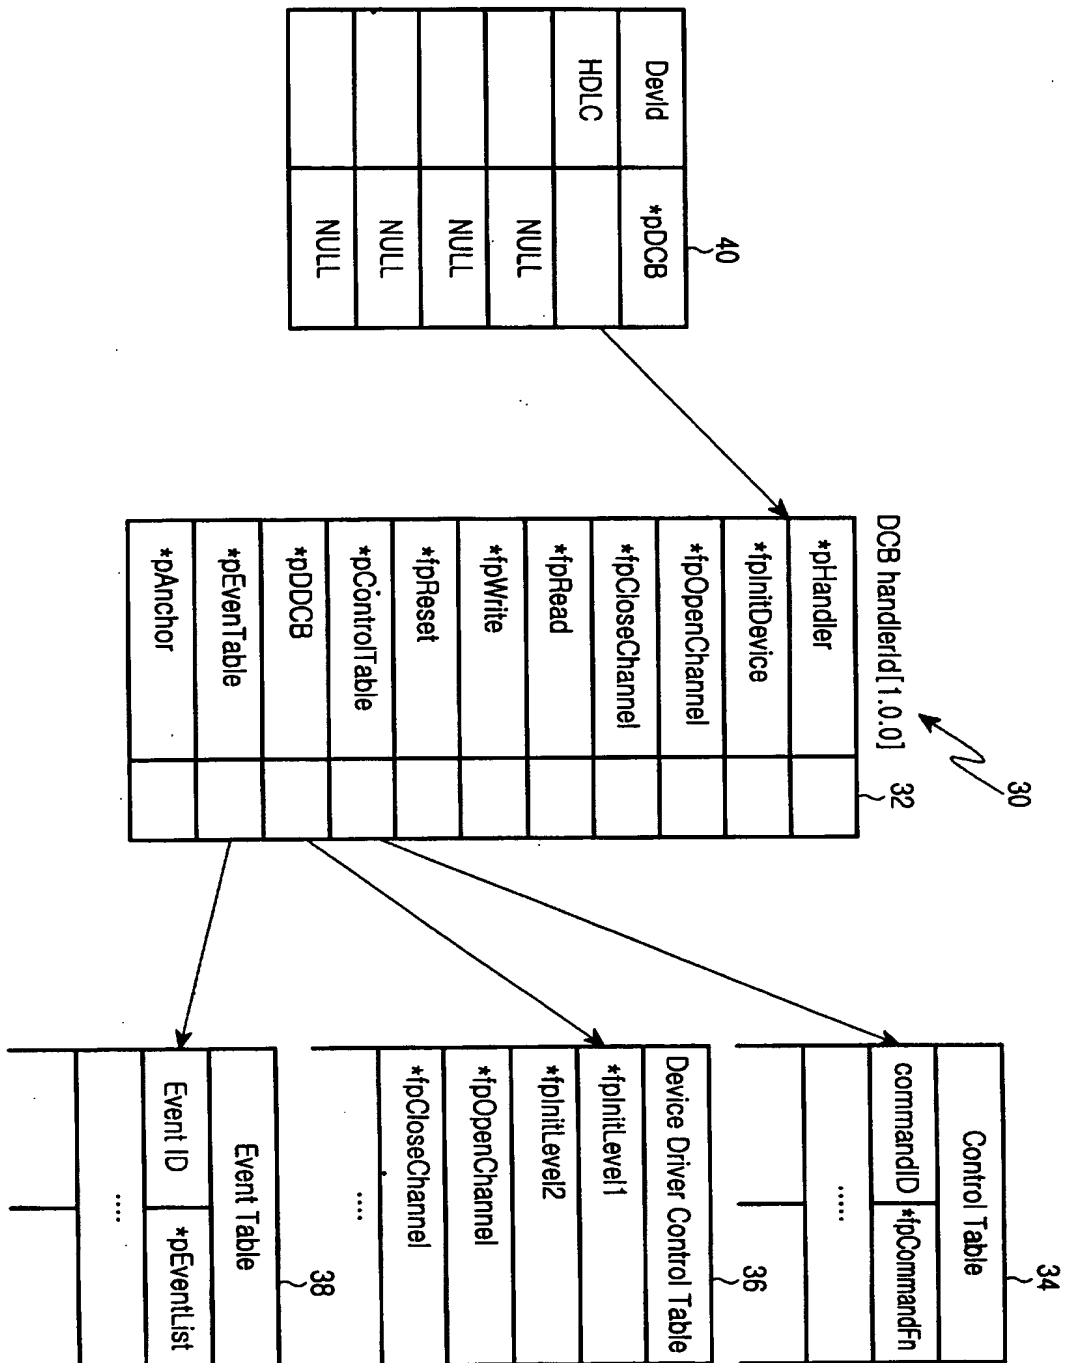 40
DevId *pDCB
HDLC
NULL
NULL
NULL
NULL
30
DCB handlerId[1.0.0]
32
*pHandler
*fpInitDevice
*fpOpenChannel
*fpCloseChannel
*fpRead
*fpWrite
*fpReset
*pControlTable
*pDDCB
*pEvenTable
*pAnchor
34
Control Table
commandID *fpCommandFn
.....
36
Device Driver Control Table
*fpInitLevel1
*fpInitLevel2
*fpOpenChannel
*fpCloseChannel
....
38
Event Table
Event ID *pEventList
....